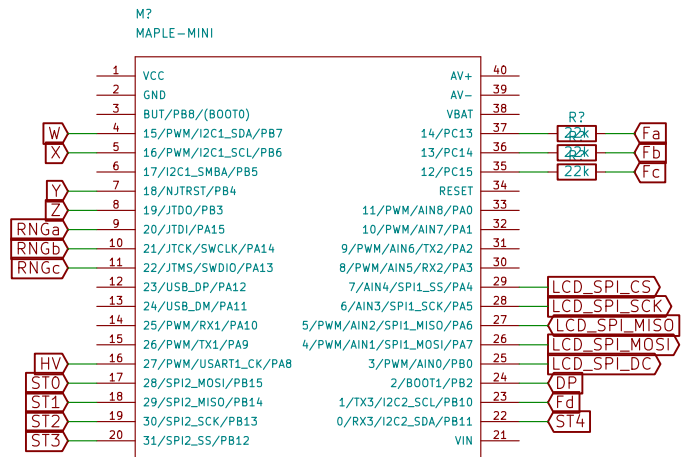 M?
MAPLE-MINI
1 VCC AV+ 40
2 GND AV- 39
3 BUT/PB8/(BOOT0) VBAT 38
R?
W 4 15/PWM/I2C1_SDA/PB7 14/PC13 37 22k Fa
R?
X 5 16/PWM/I2C1_SCL/PB6 13/PC14 36 22k Fb
R?
6 17/I2C1_SMBA/PB5 12/PC15 35 22k Fc
Y 7 18/NJTRST/PB4 RESET 34
Z 8 19/JTDO/PB3 11/PWM/AIN8/PA0 33
RNGa 9 20/JTDI/PA15 10/PWM/AIN7/PA1 32
RNGb 10 21/JTCK/SWCLK/PA14 9/PWM/AIN6/TX2/PA2 31
RNGc 11 22/JTMS/SWDIO/PA13 8/PWM/AIN5/RX2/PA3 30
12 23/USB_DP/PA12 7/AIN4/SPI1_SS/PA4 29 LCD_SPI_CS
13 24/USB_DM/PA11 6/AIN3/SPI1_SCK/PA5 28 LCD_SPI_SCK
14 25/PWM/RX1/PA10 5/PWM/AIN2/SPI1_MISO/PA6 27 LCD_SPI_MISO
15 26/PWM/TX1/PA9 4/PWM/AIN1/SPI1_MOSI/PA7 26 LCD_SPI_MOSI
HV 16 27/PWM/USART1_CK/PA8 3/PWM/AIN0/PB0 25 LCD_SPI_DC
ST0 17 28/SPI2_MOSI/PB15 2/BOOT1/PB2 24 DP
ST1 18 29/SPI2_MISO/PB14 1/TX3/I2C2_SCL/PB10 23 Fd
ST2 19 30/SPI2_SCK/PB13 0/RX3/I2C2_SDA/PB11 22 ST4
ST3 20 31/SPI2_SS/PB12 VIN 21